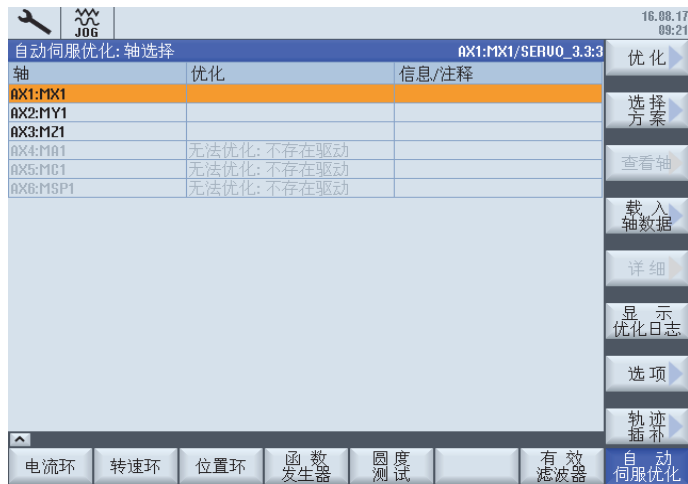 JOG
16.08.17
09:21
自动伺服优化: 轴选择 AX1:MX1/SERVO_3.3:3
轴 优化 信息/注释
AX1:MX1
AX2:MY1
AX3:MZ1
AX4:MA1 无法优化: 不存在驱动
AX5:MC1 无法优化: 不存在驱动
AX6:MSP1 无法优化: 不存在驱动
优化
选择
方案
查看轴
载入
轴数据
详细
显示
优化日志
选项
轨迹
插补
电流环
转速环
位置环
函数
发生器
圆度
测试
有效
滤波器
自动
伺服优化